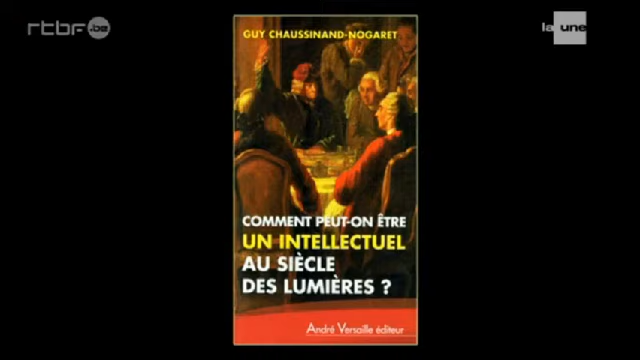 rtbf.be
la une
GUY CHAUSSINAND-NOGARET
COMMENT PEUT-ON ÊTRE
UN INTELLECTUEL
AU SIÈCLE
DES LUMIÈRES ?
André Versaille éditeur